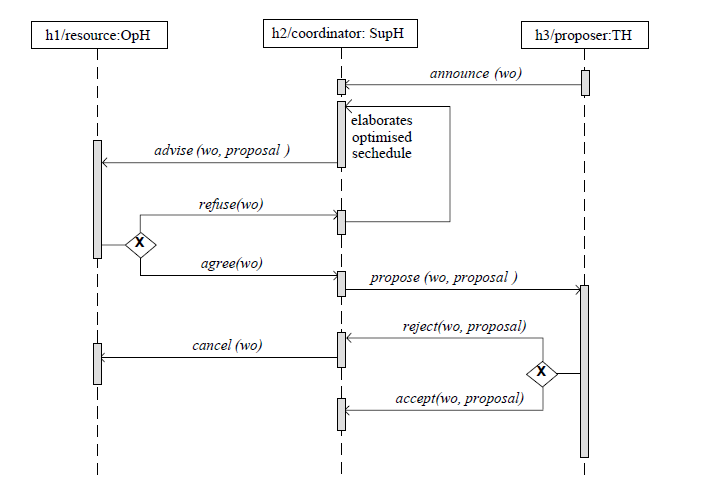 h1/resource:OpH
h2/coordinator: SupH
h3/proposer:TH
announce (wo)
elaborates
optimised
sechedule
advise (wo, proposal )
refuse(wo)
X
agree(wo)
propose (wo, proposal )
reject(wo, proposal)
cancel (wo)
X
accept(wo, proposal)